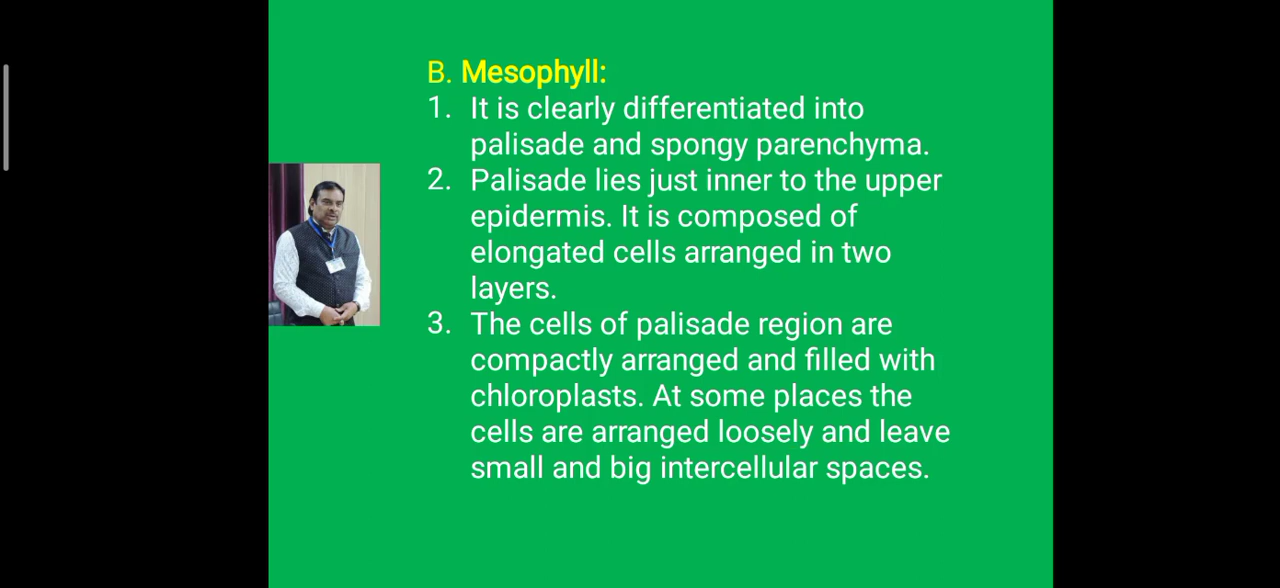 B. Mesophyll:
1. It is clearly differentiated into
palisade and spongy parenchyma.
2. Palisade lies just inner to the upper
epidermis. It is composed of
elongated cells arranged in two
layers.
3. The cells of palisade region are
compactly arranged and filled with
chloroplasts. At some places the
cells are arranged loosely and leave
small and big intercellular spaces.